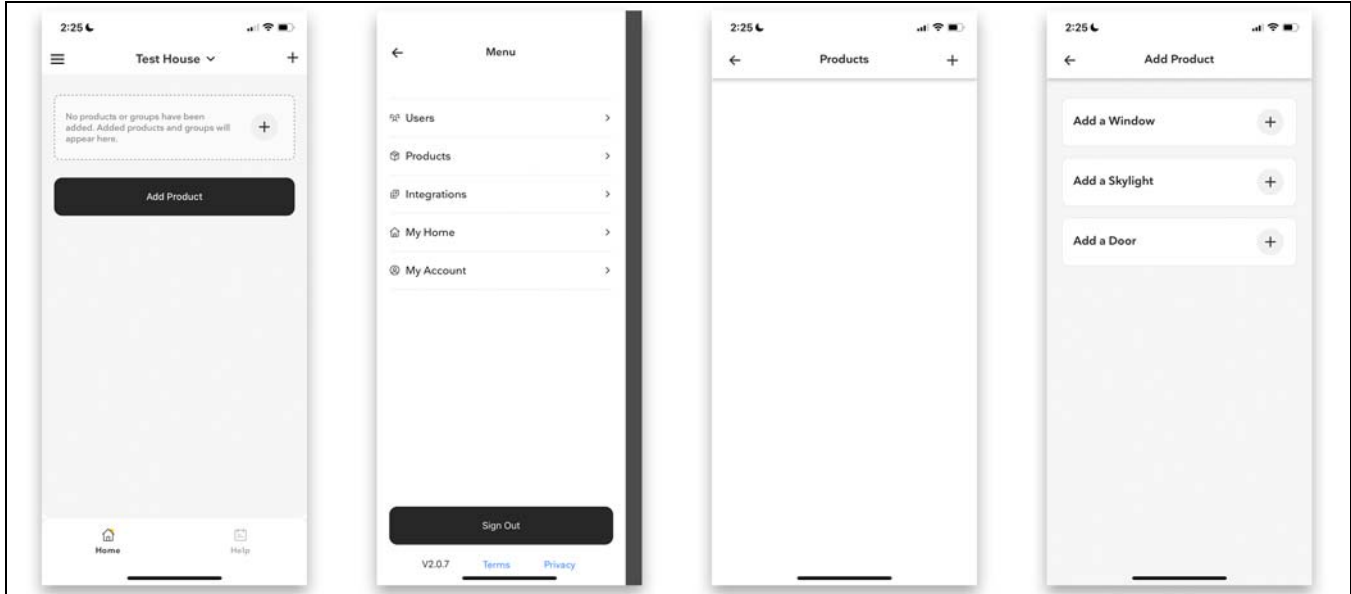 2:25
Test House
No products or groups have been
added. Added products and groups will
appear here.
Add Product
Home
Help
Menu
Users
Products
Integrations
My Home
My Account
Sign Out
V2.0.7 Terms Privacy
2:25
Products
2:25
Add Product
Add a Window
Add a Skylight
Add a Door